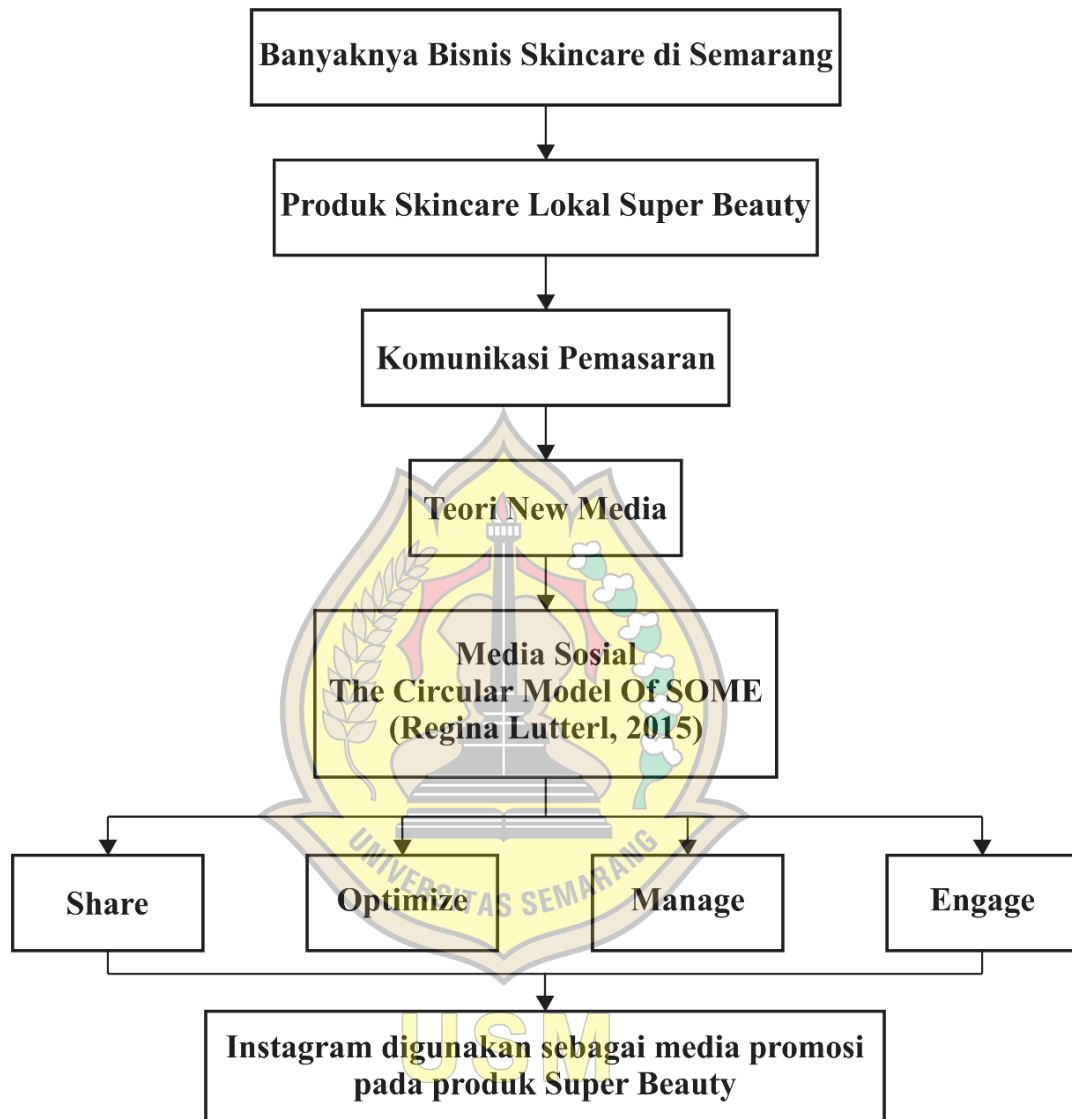 Banyaknya Bisnis Skincare di Semarang
Produk Skincare Lokal Super Beauty
Komunikasi Pemasaran
Teori New Media
Media Sosial
The Circular Model Of SOME
(Regina Lutterl, 2015)
Share
Optimize
Manage
Engage
UNIVERSITAS SEMARANG
Instagram digunakan sebagai media promosi
pada produk Super Beauty
USM